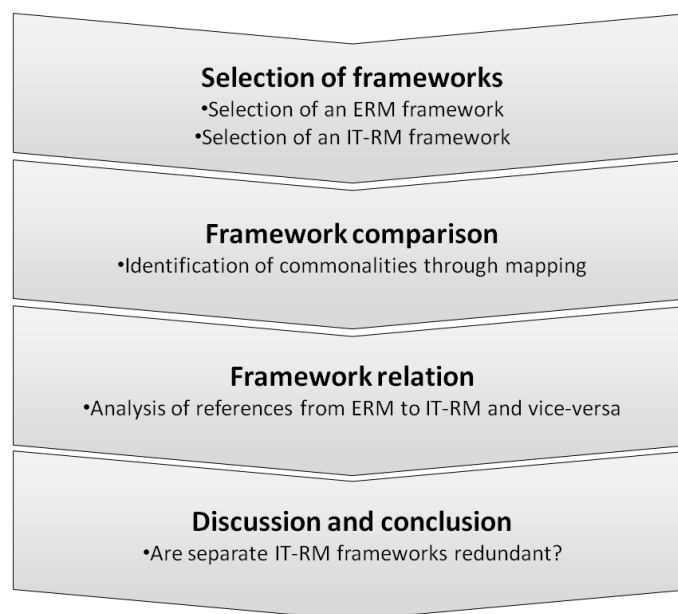 Selection of frameworks
•Selection of an ERM framework
•Selection of an IT-RM framework
Framework comparison
•Identification of commonalities through mapping
Framework relation
•Analysis of references from ERM to IT-RM and vice-versa
Discussion and conclusion
•Are separate IT-RM frameworks redundant?